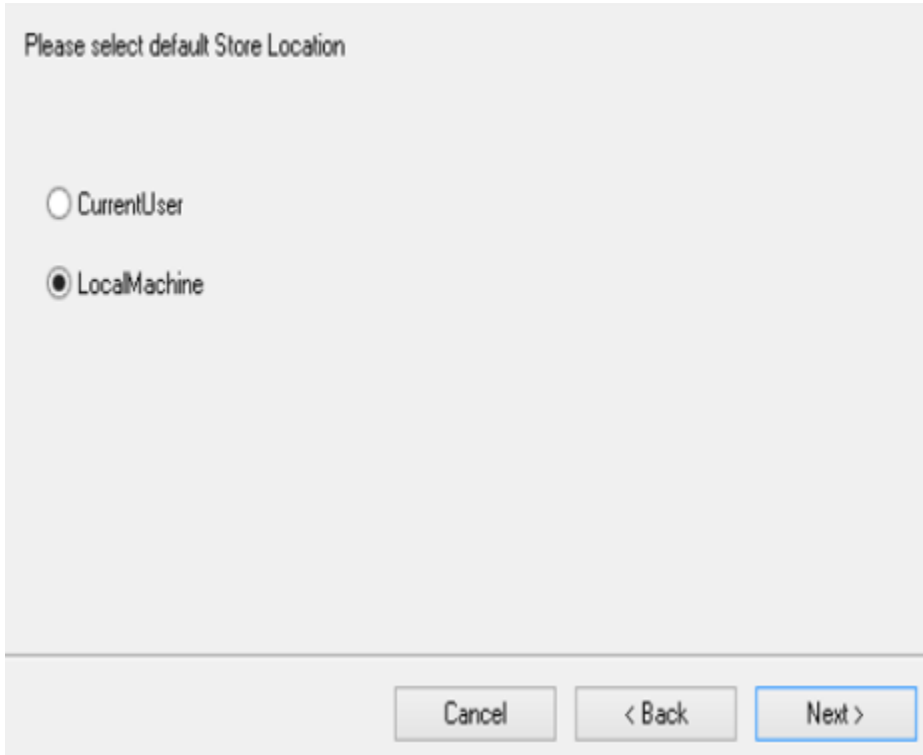 Please select default Store Location
CurrentUser
LocalMachine
Cancel
< Back
Next >